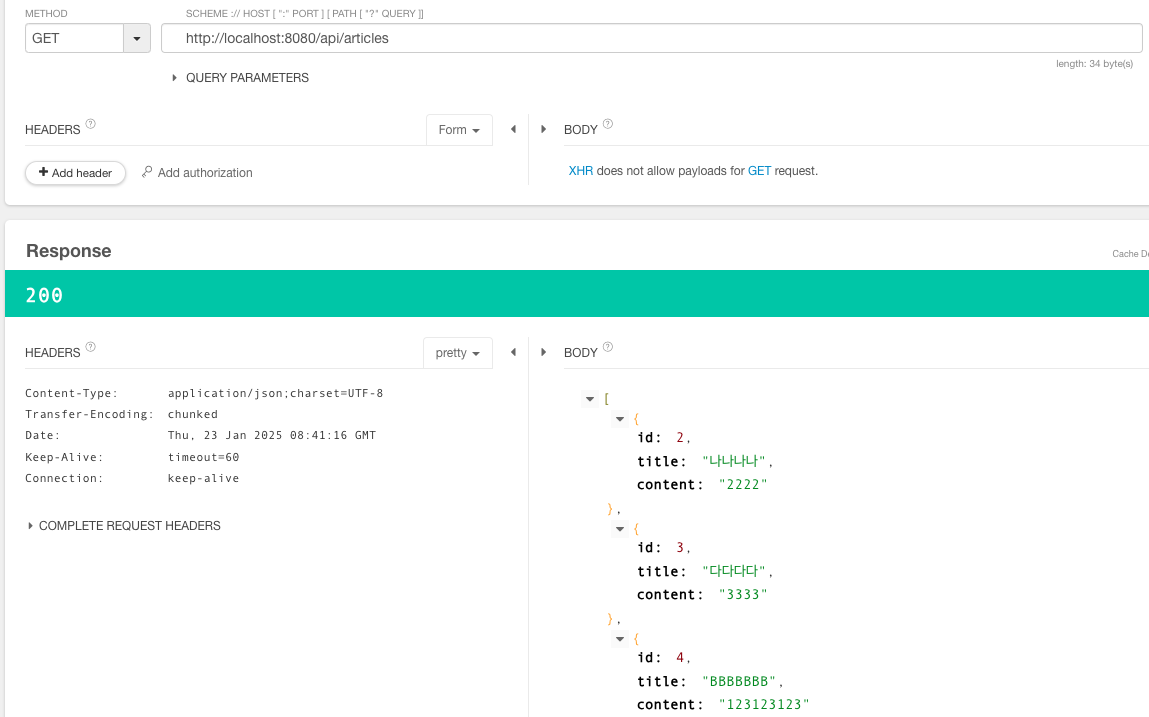 METHOD
SCHEME :// HOST [ ":" PORT ] [ PATH [ "?" QUERY ]]
GET
http://localhost:8080/api/articles
length: 34 byte(s)
QUERY PARAMETERS
HEADERS ?
Form
BODY ?
Add header
Add authorization
XHR does not allow payloads for GET request.
Response
Cache De
200
HEADERS ?
pretty
BODY ?
Content-Type: application/json;charset=UTF-8
Transfer-Encoding: chunked
Date: Thu, 23 Jan 2025 08:41:16 GMT
Keep-Alive: timeout=60
Connection: keep-alive
COMPLETE REQUEST HEADERS
[
{
id: 2,
title: "나나나나",
content: "2222"
},
{
id: 3,
title: "다다다다",
content: "3333"
},
{
id: 4,
title: "BBBBBBB",
content: "123123123"